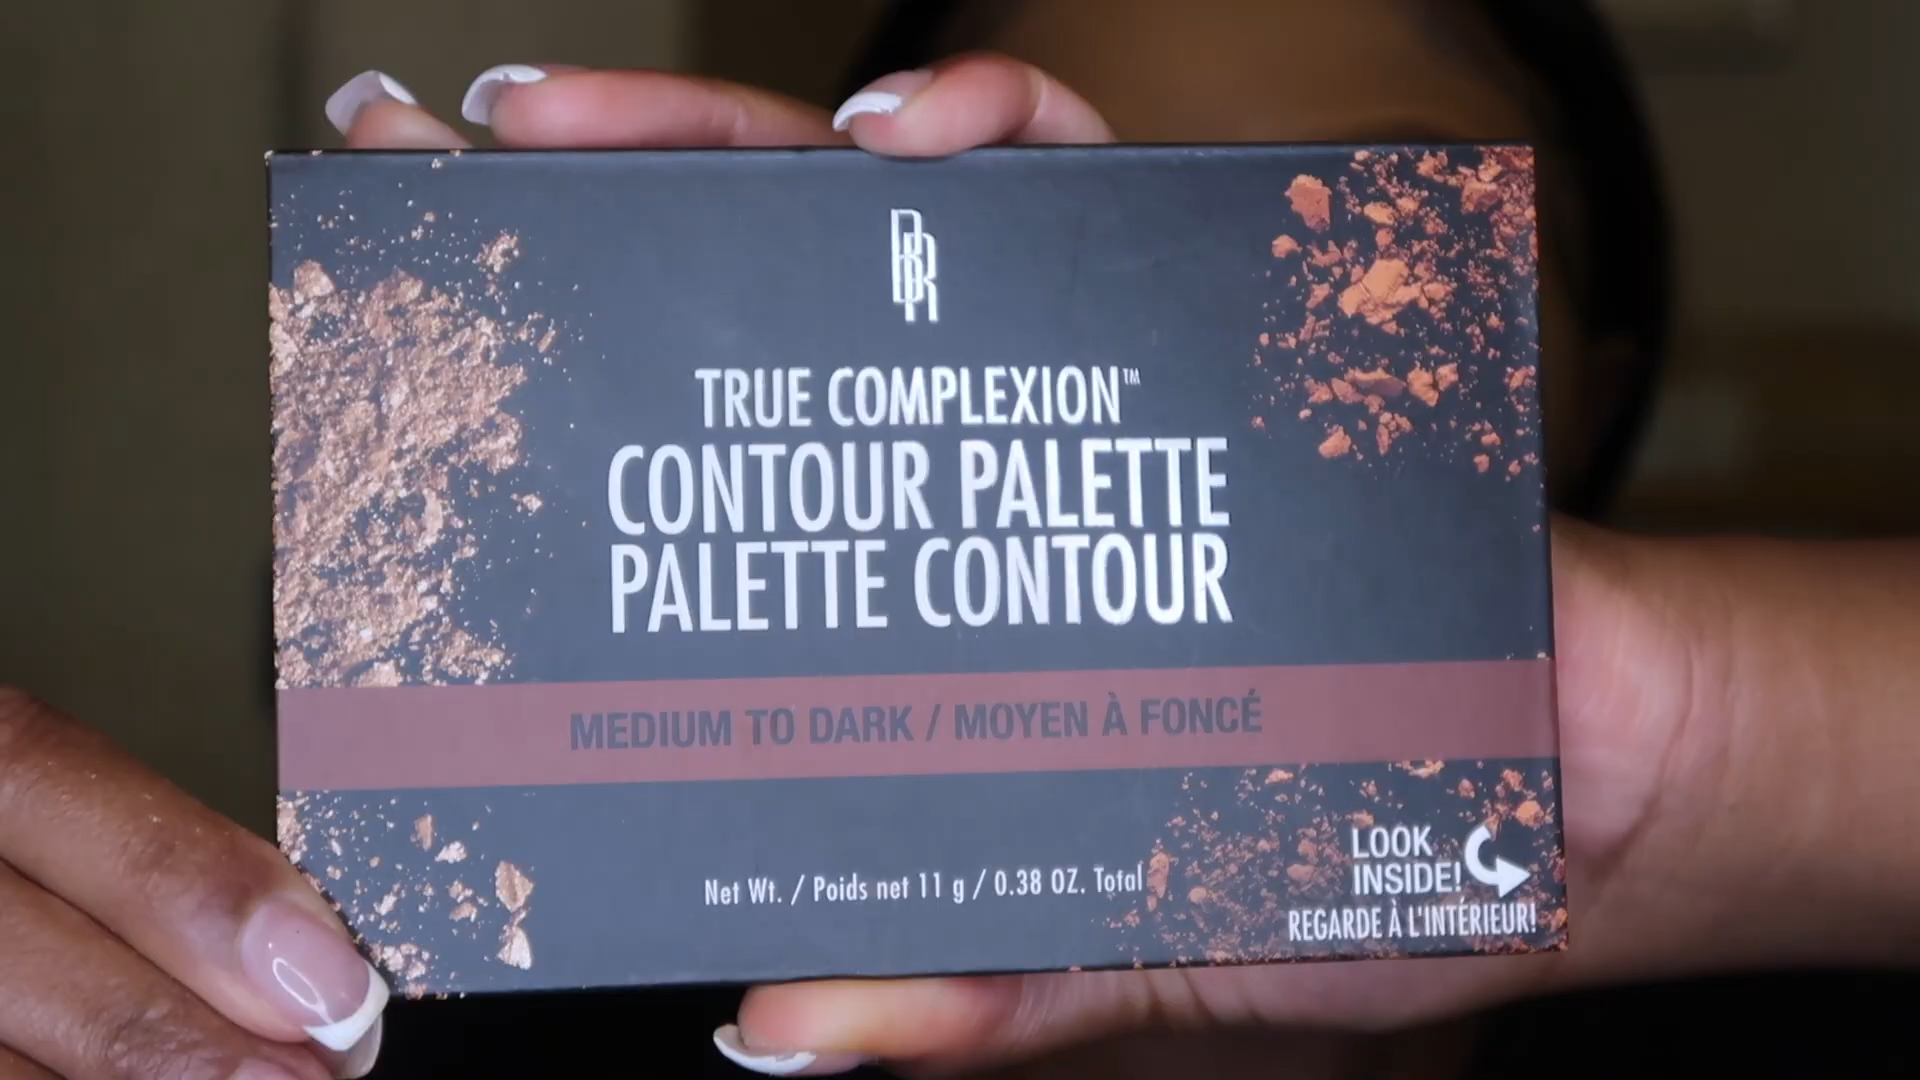 BR
TRUE COMPLEXION™
CONTOUR PALETTE
PALETTE CONTOUR
MEDIUM TO DARK / MOYEN À FONCÉ
Net Wt. / Poids net 11 g / 0.38 OZ. Total
LOOK
INSIDE!
REGARDE À L'INTÉRIEUR!